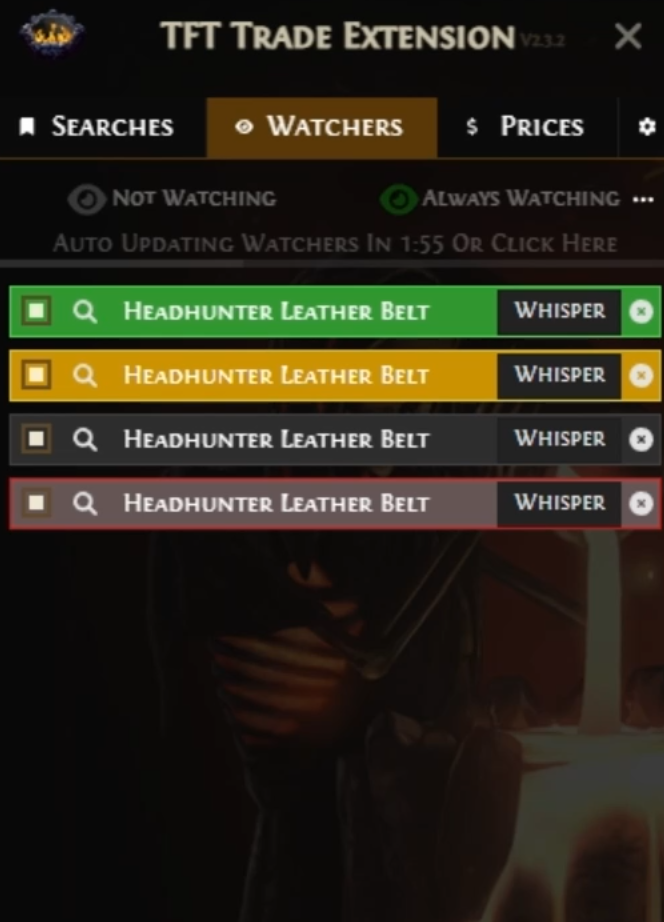 TFT Trade Extension V2.3.2
Searches Watchers $ Prices
Not Watching Always Watching ...
Auto Updating Watchers In 1:55 Or Click Here
Headhunter Leather Belt Whisper
Headhunter Leather Belt Whisper
Headhunter Leather Belt Whisper
Headhunter Leather Belt Whisper